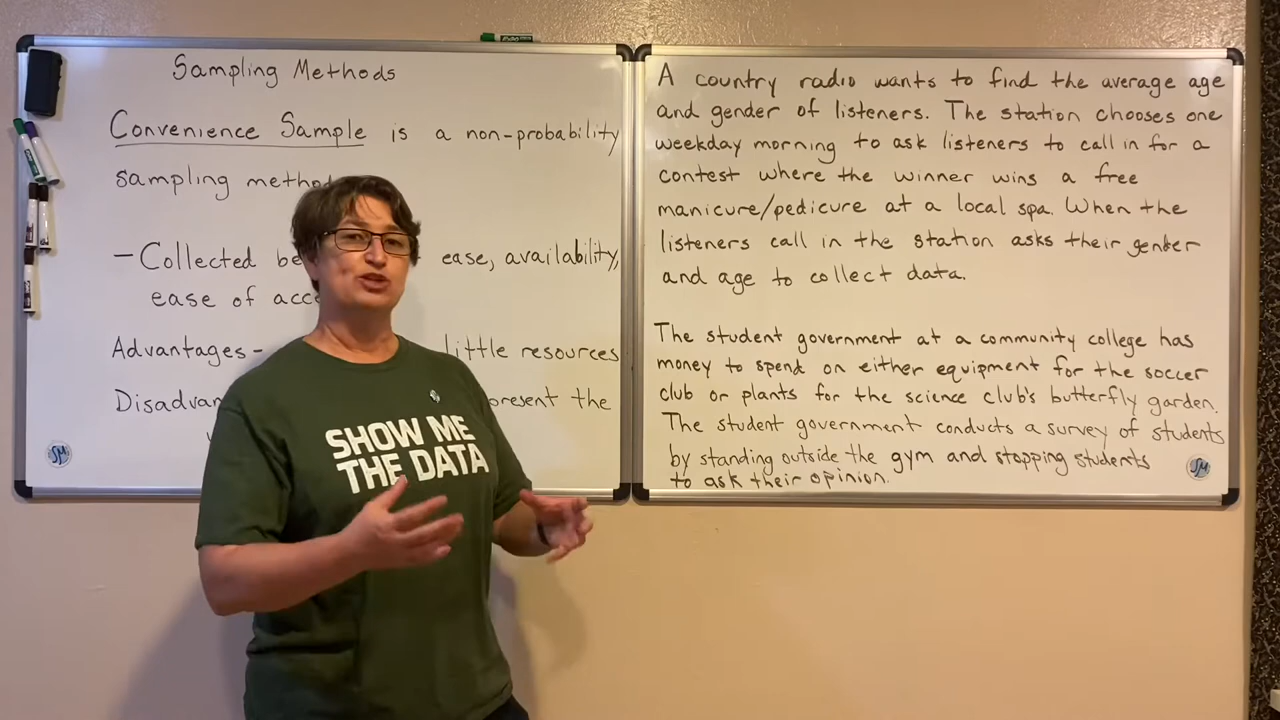 Sampling Methods
Convenience Sample is a non-probability
sampling
- Collected ease, availability,
ease of
Advantages- little resources
the
SM
A country radio wants to find the average age
and gender of listeners. The station chooses one
weekday morning to ask listeners to call in for a
contest where the winner wins a free
manicure/pedicure at a local spa. When the
listeners call in the station asks their gender
and age to collect data.
The student government at a community college has
money to spend on either equipment for the soccer
club or plants for the science club's butterfly garden.
The student government conducts a survey of students
by standing outside the gym and stopping students
to ask their opinion.
SM
SHOW ME
THE DATA